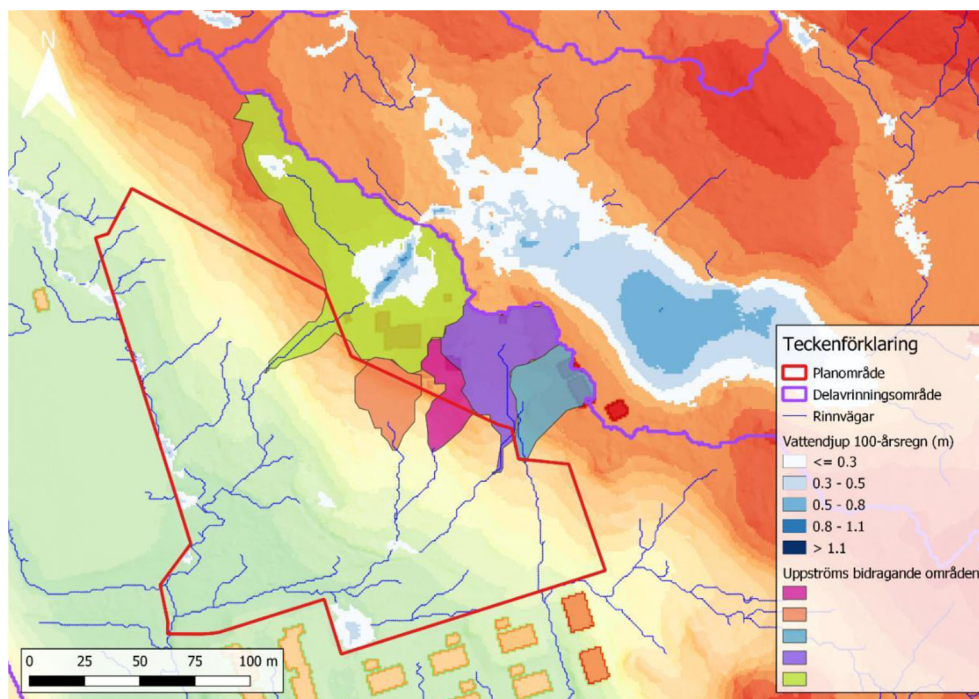 N
Teckenförklaring
Planområde
Delavrinningsområde
Rinnvägar
Vattendjup 100-årsregn (m)
<= 0.3
0.3 - 0.5
0.5 - 0.8
0.8 - 1.1
> 1.1
Uppströms bidragande områden
0 25 50 75 100 m